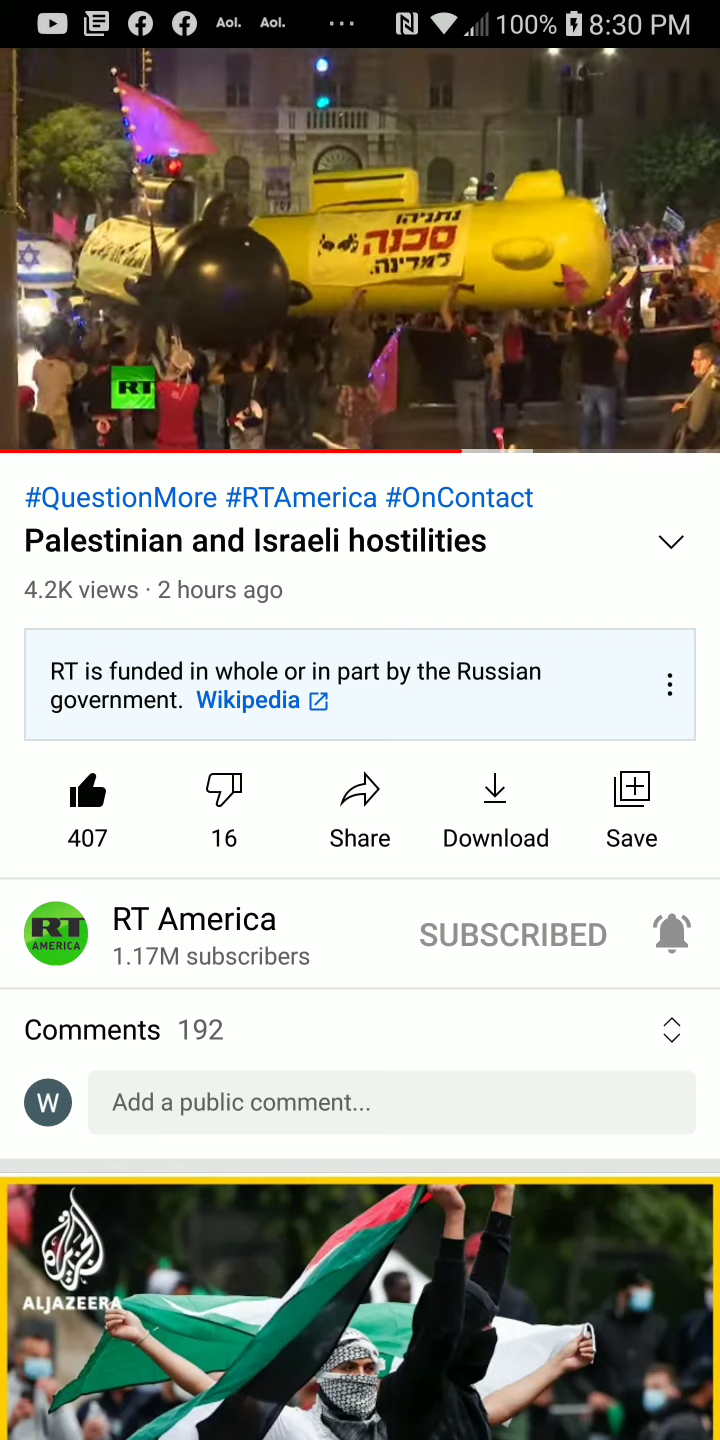 Aol.
Aol.
100%
8:30 PM
נתניהו
סכנה
למדינה.
RT
#QuestionMore #RTAmerica #OnContact
Palestinian and Israeli hostilities
4.2K views · 2 hours ago
RT is funded in whole or in part by the Russian
government. Wikipedia
407
16
Share
Download
Save
RT
AMERICA
RT America
1.17M subscribers
SUBSCRIBED
Comments 192
W
Add a public comment...
الجزيرة
ALJAZEERA